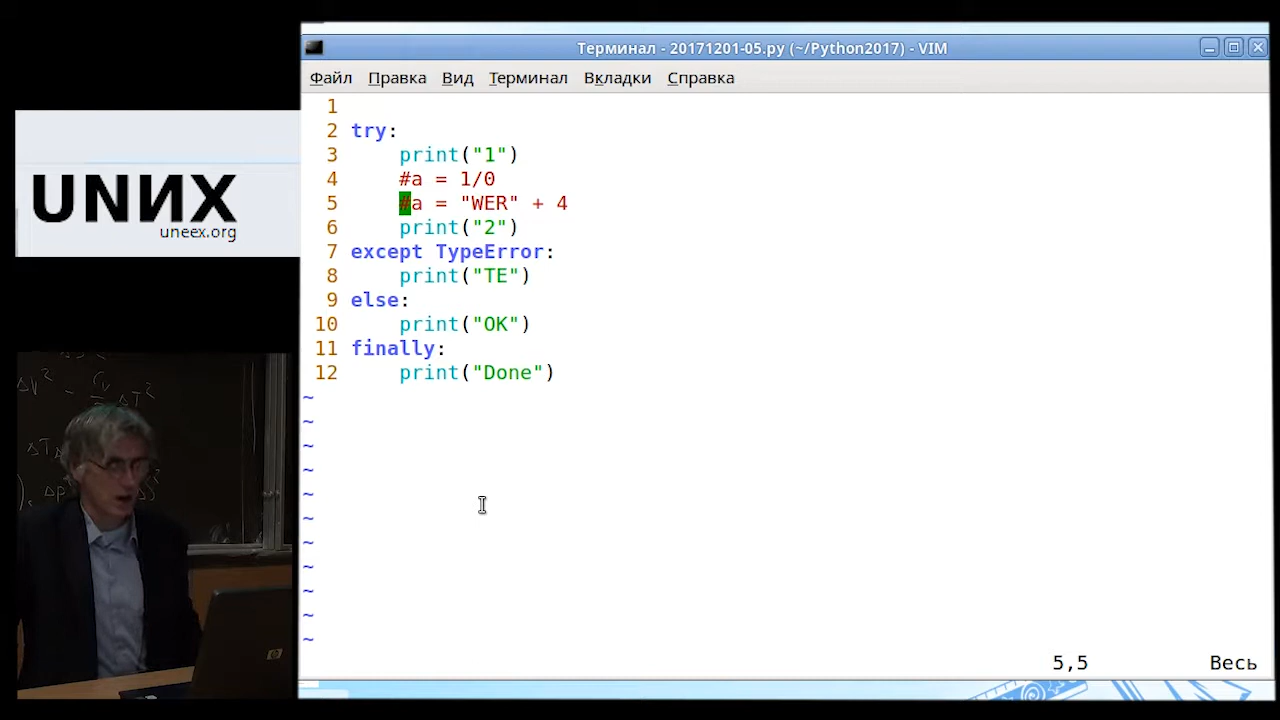 Терминал - 20171201-05.py (~/Python2017) - VIM
Файл Правка Вид Терминал Вкладки Справка
UNИX
uneex.org
1
2 try:
3     print("1")
4     #a = 1/0
5     #a = "WER" + 4
6     print("2")
7 except TypeError:
8     print("TE")
9 else:
10     print("OK")
11 finally:
12     print("Done")
~
~
~
~
~
~
~
~
~
~
~
5,5 Весь